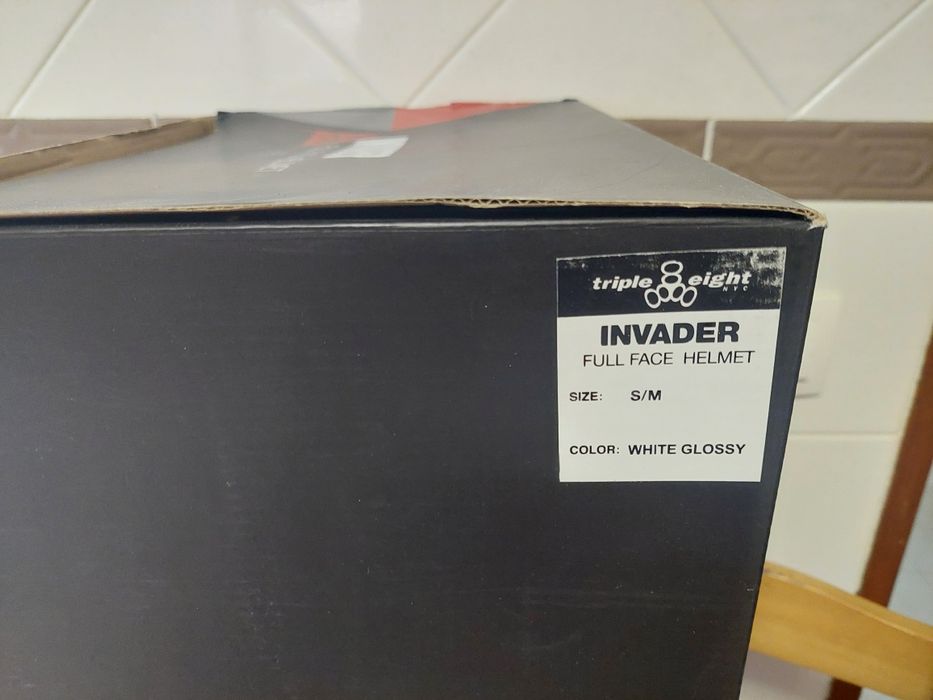 triple eight
NYC
INVADER
FULL FACE HELMET
SIZE: S/M
COLOR: WHITE GLOSSY